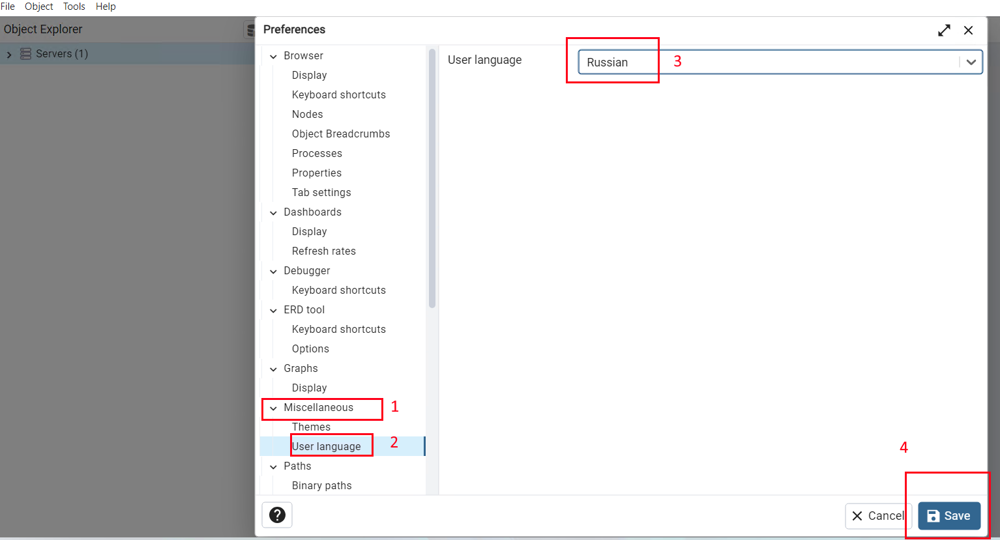 File Object Tools Help
Object Explorer
Servers (1)
Preferences
Browser
Display
Keyboard shortcuts
Nodes
Object Breadcrumbs
Processes
Properties
Tab settings
Dashboards
Display
Refresh rates
Debugger
Keyboard shortcuts
ERD tool
Keyboard shortcuts
Options
Graphs
Display
Miscellaneous 1
Themes
User language 2
Paths
Binary paths
User language Russian 3
4
? Cancel Save